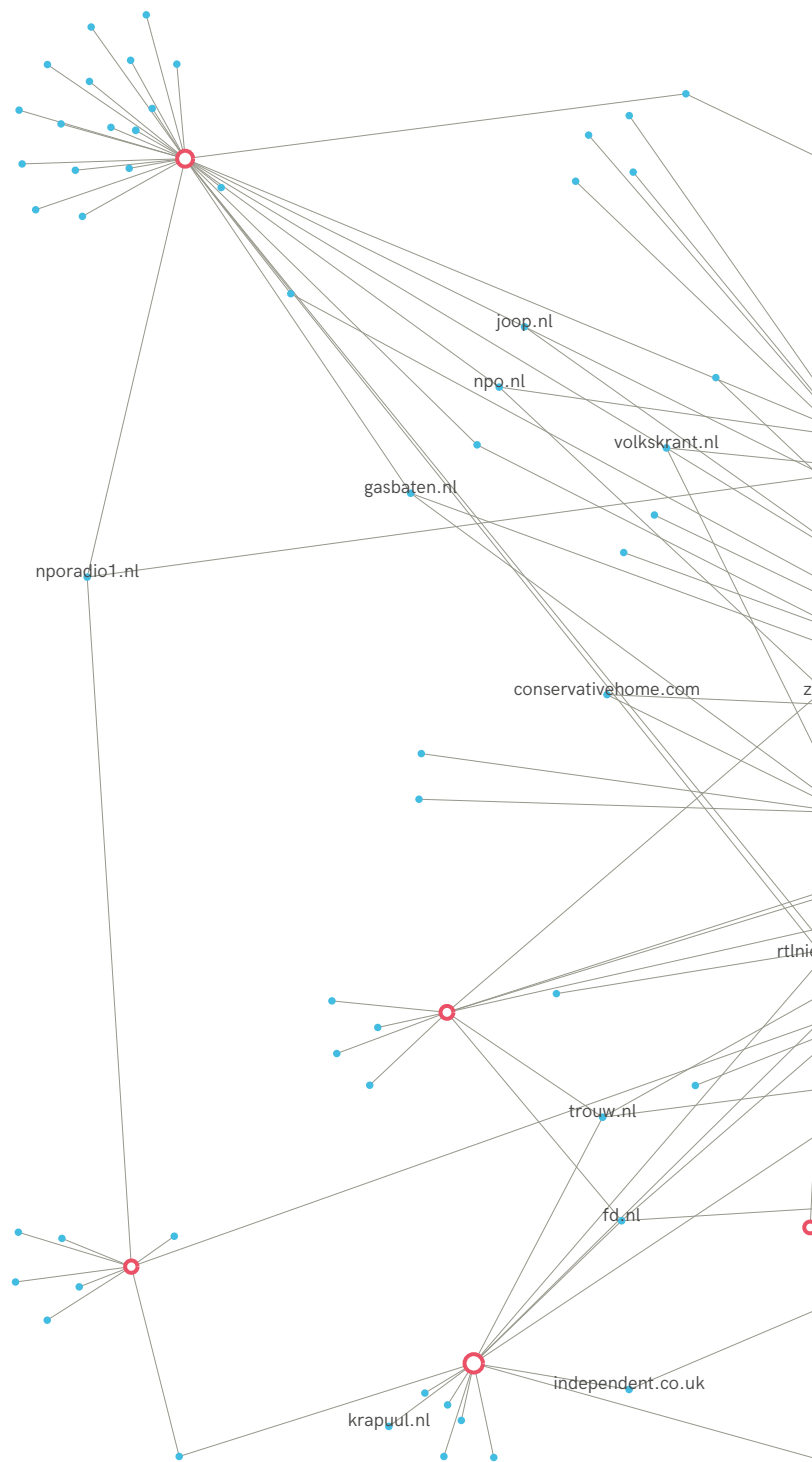 joop.nl
npo.nl
volkskrant.nl
gasbaten.nl
nporadio1.nl
conservativehome.com
z
rtlni
trouw.nl
fd.nl
independent.co.uk
krapuul.nl